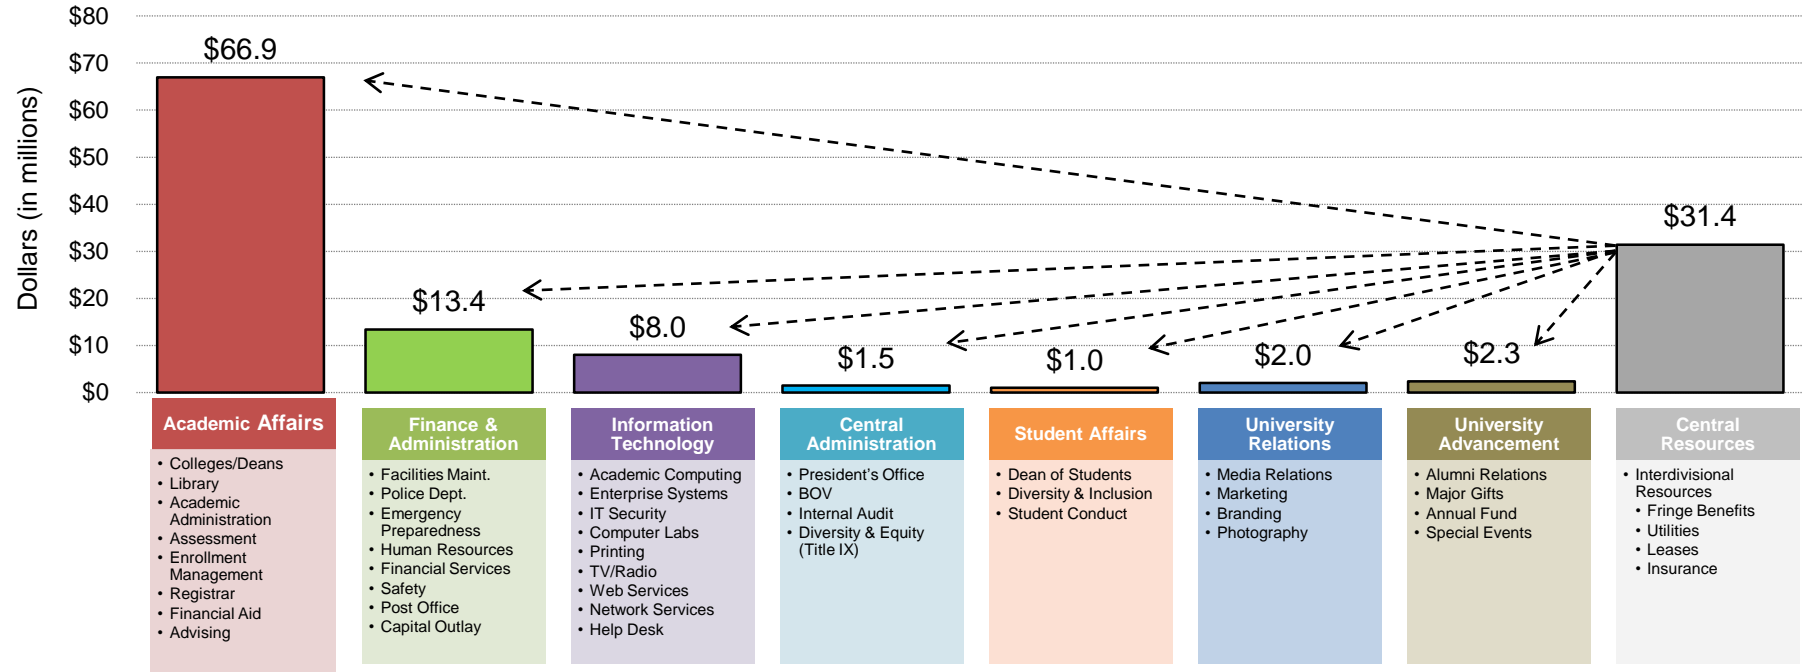 $80
$70
$60
$50
$40
$30
$20
$10
$0
Dollars (in millions)
$66.9
$13.4
$8.0
$1.5
$1.0
$2.0
$2.3
$31.4
Academic Affairs
• Colleges/Deans
• Library
• Academic
Administration
• Assessment
• Enrollment
Management
• Registrar
• Financial Aid
• Advising
Finance &
Administration
• Facilities Maint.
• Police Dept.
• Emergency
Preparedness
• Human Resources
• Financial Services
• Safety
• Post Office
• Capital Outlay
Information
Technology
• Academic Computing
• Enterprise Systems
• IT Security
• Computer Labs
• Printing
• TV/Radio
• Web Services
• Network Services
• Help Desk
Central
Administration
• President's Office
• BOV
• Internal Audit
• Diversity & Equity
(Title IX)
Student Affairs
• Dean of Students
• Diversity & Inclusion
• Student Conduct
University
Relations
• Media Relations
• Marketing
• Branding
• Photography
University
Advancement
• Alumni Relations
• Major Gifts
• Annual Fund
• Special Events
Central
Resources
• Interdivisional
Resources
• Fringe Benefits
• Utilities
• Leases
• Insurance